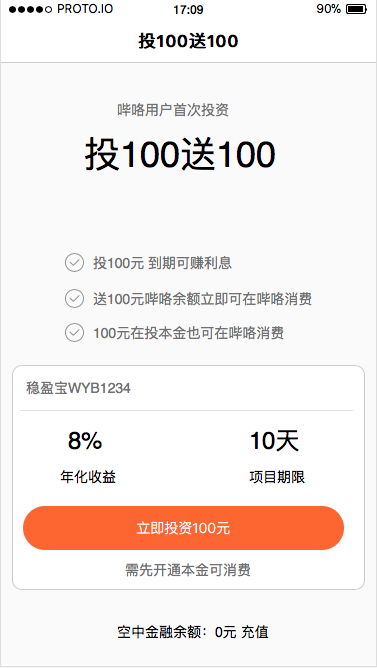 PROTO.IO 17:09 90%
投100送100
哔咯用户首次投资
投100送100
投100元 到期可赚利息
送100元哔咯余额立即可在哔咯消费
100元在投本金也可在哔咯消费
稳盈宝WYB1234
8% 10天
年化收益 项目期限
立即投资100元
需先开通本金可消费
空中金融余额：0元 充值